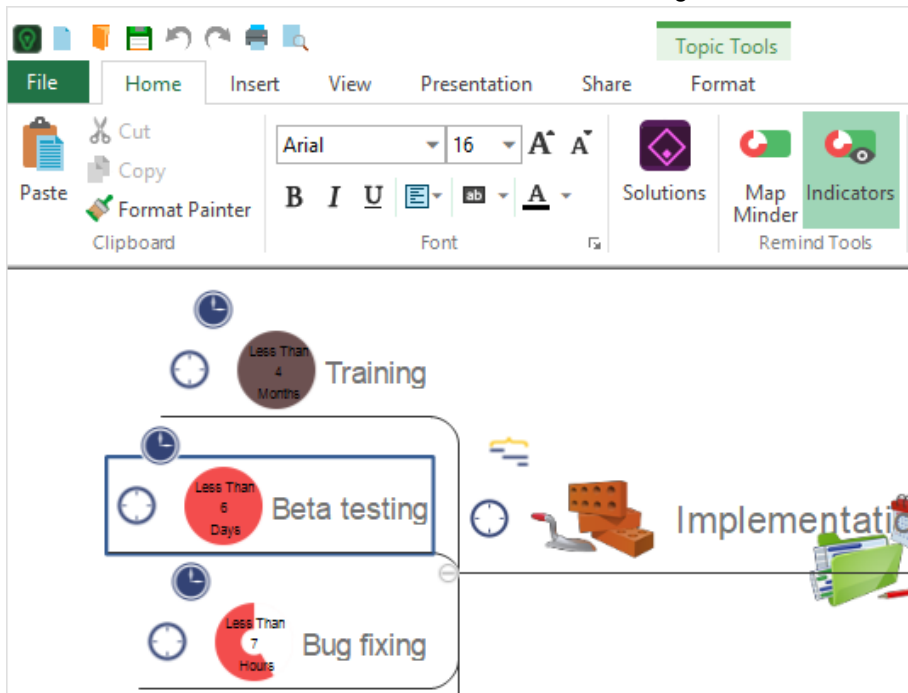 Topic Tools
File Home Insert View Presentation Share Format
Paste
Cut
Copy
Format Painter
Clipboard
Arial 16 A A
B I U ab A
Font
Solutions
Map
Minder
Indicators
Remind Tools
Less Than
4
Months
Training
Less Than
6
Days
Beta testing
Implementatio
Less Than
7
Hours
Bug fixing